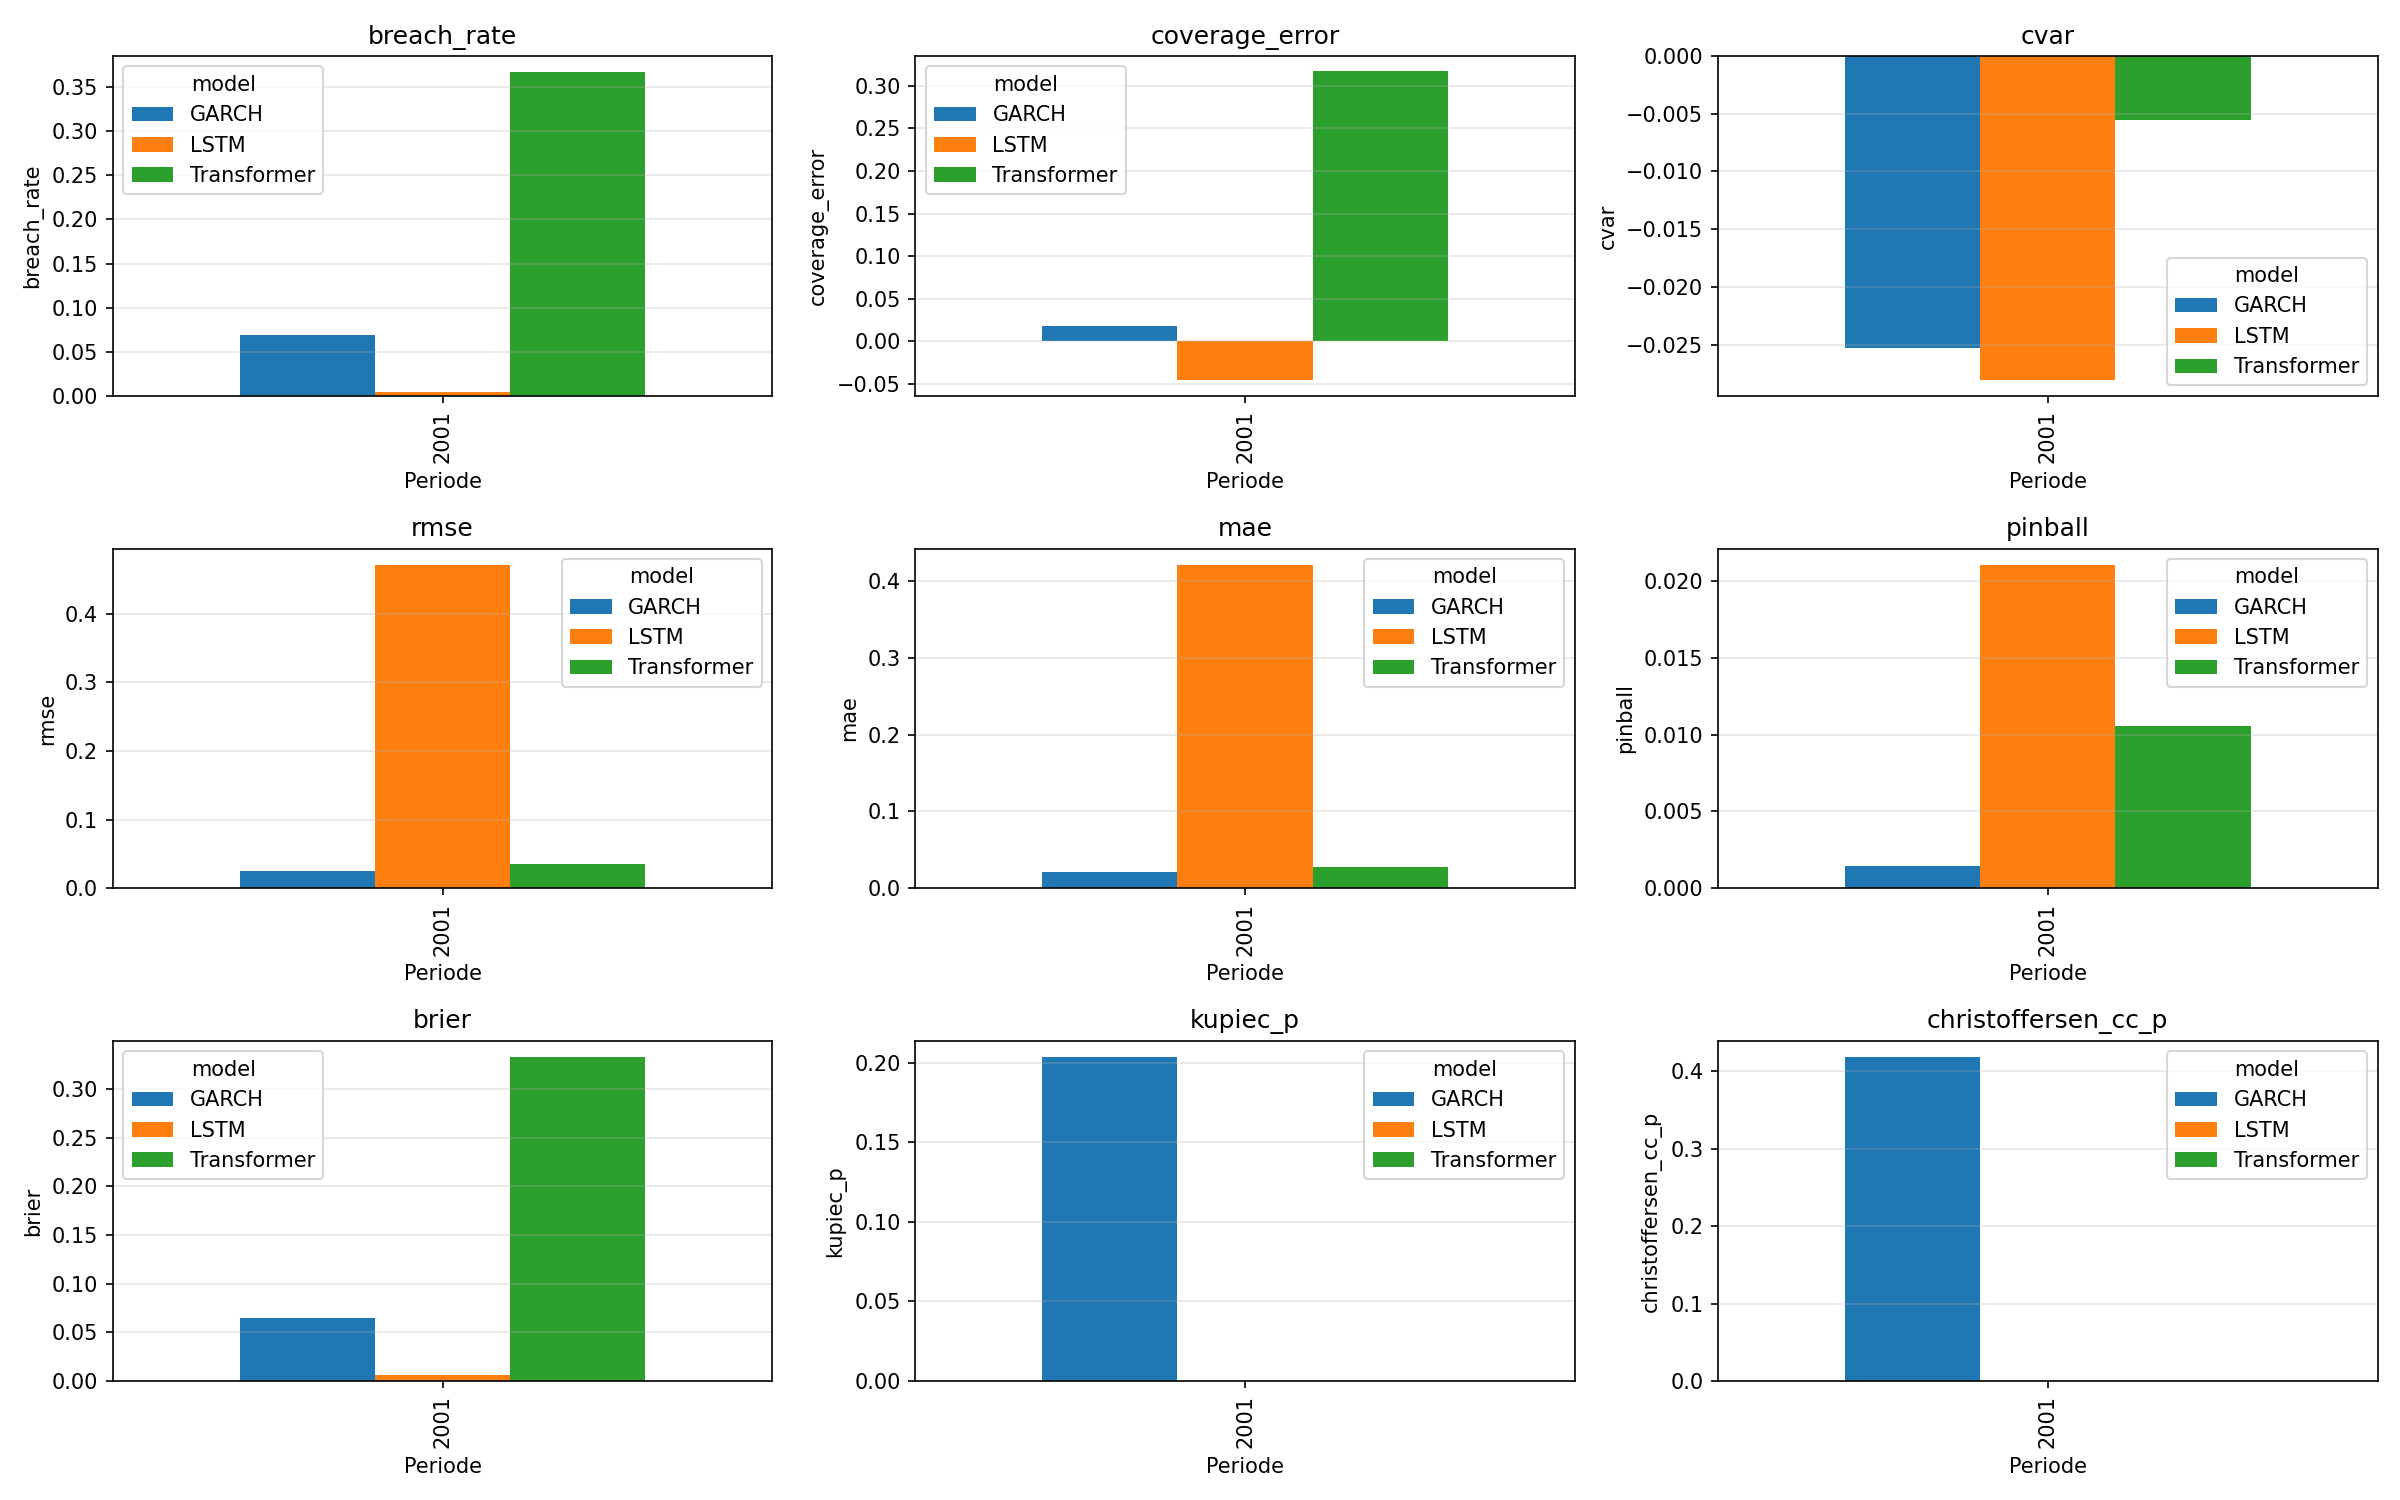 breach_rate
breach_rate
0.35
0.30
0.25
0.20
0.15
0.10
0.05
0.00
model
GARCH
LSTM
Transformer
2001
Periode
coverage_error
coverage_error
0.30
0.25
0.20
0.15
0.10
0.05
0.00
−0.05
model
GARCH
LSTM
Transformer
2001
Periode
cvar
cvar
0.000
−0.005
−0.010
−0.015
−0.020
−0.025
model
GARCH
LSTM
Transformer
2001
Periode
rmse
rmse
0.4
0.3
0.2
0.1
0.0
model
GARCH
LSTM
Transformer
2001
Periode
mae
mae
0.4
0.3
0.2
0.1
0.0
model
GARCH
LSTM
Transformer
2001
Periode
pinball
pinball
0.020
0.015
0.010
0.005
0.000
model
GARCH
LSTM
Transformer
2001
Periode
brier
brier
0.30
0.25
0.20
0.15
0.10
0.05
0.00
model
GARCH
LSTM
Transformer
2001
Periode
kupiec_p
kupiec_p
0.20
0.15
0.10
0.05
0.00
model
GARCH
LSTM
Transformer
2001
Periode
christoffersen_cc_p
christoffersen_cc_p
0.4
0.3
0.2
0.1
0.0
model
GARCH
LSTM
Transformer
2001
Periode